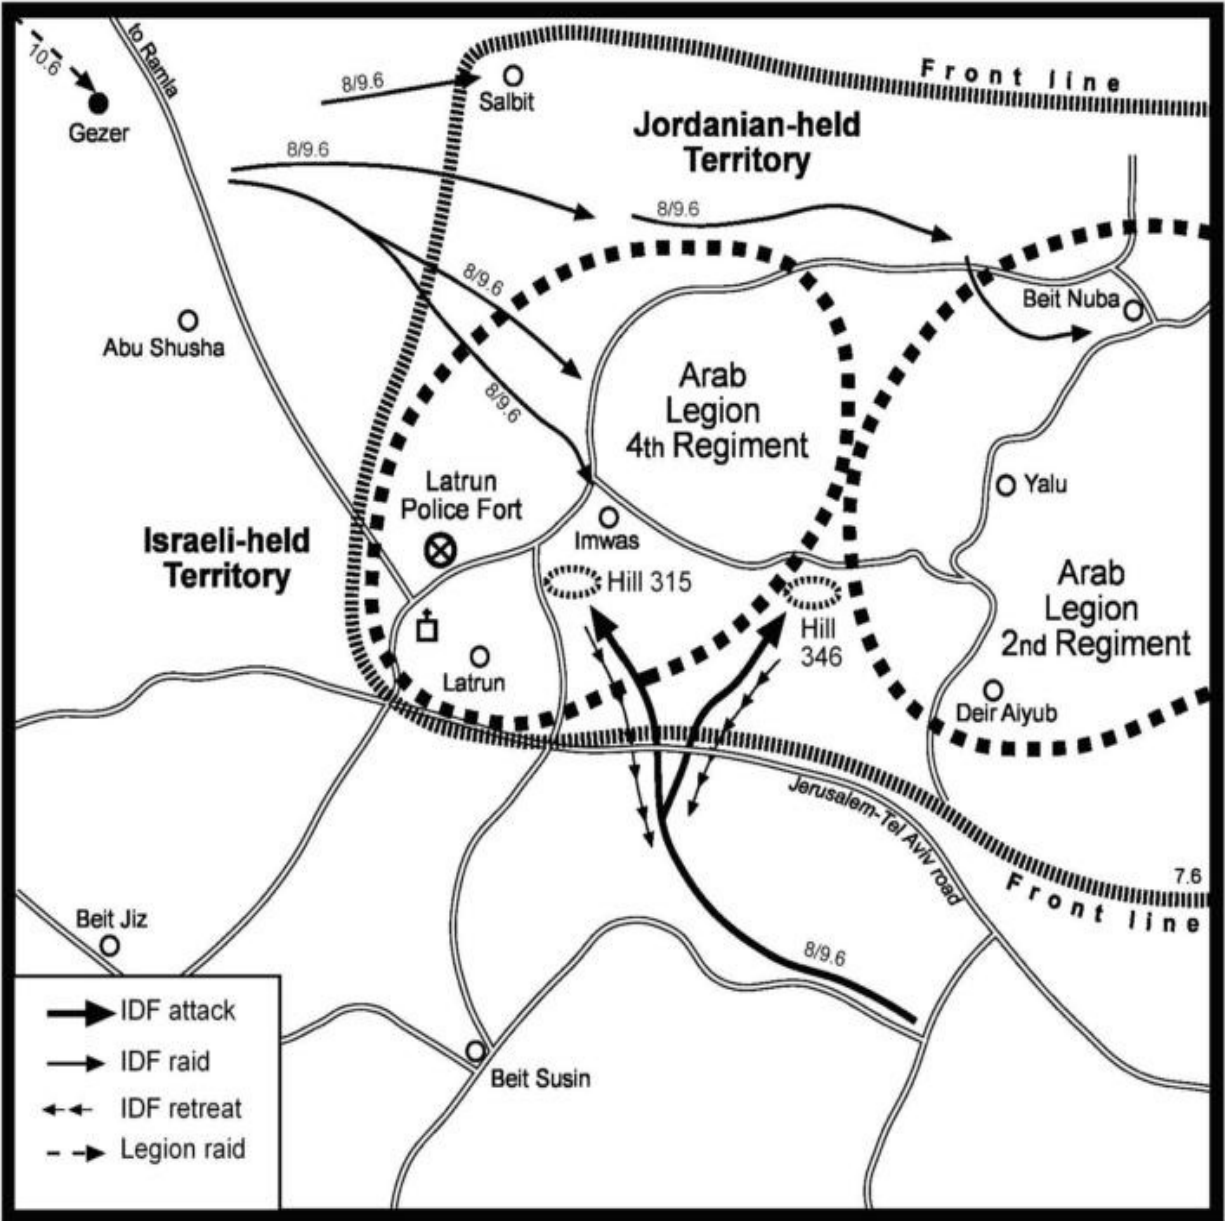 10.6
to Ramla
Gezer
8/9.6
Salbit
Front line
Jordanian-held
Territory
8/9.6
8/9.6
8/9.6
8/9.6
Abu Shusha
Beit Nuba
Arab
Legion
4th Regiment
Latrun
Police Fort
Yalu
Israeli-held
Territory
Imwas
Hill 315
Hill
346
Arab
Legion
2nd Regiment
Latrun
Deir Aiyub
Jerusalem-Tel Aviv road
7.6
Front line
Beit Jiz
8/9.6
Beit Susin
IDF attack
IDF raid
IDF retreat
Legion raid